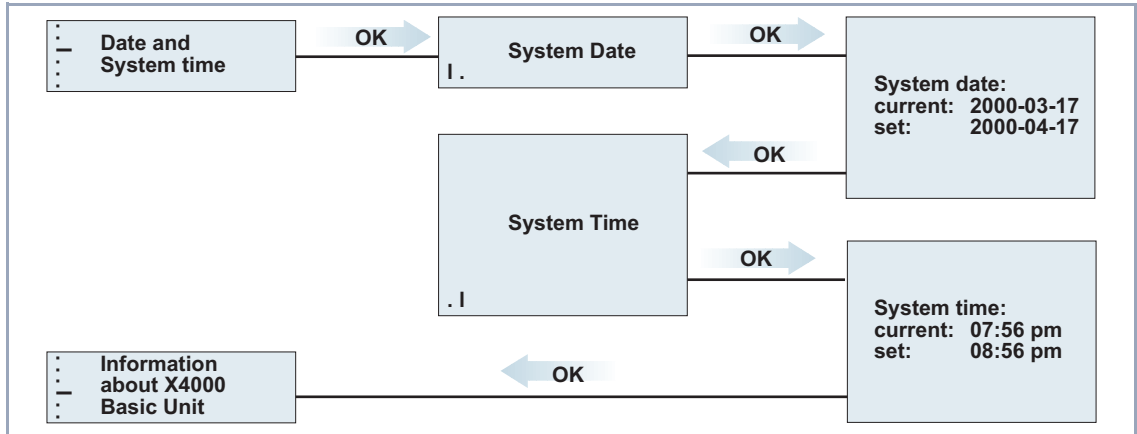 Date and
System time
OK
System Date
I .
OK
System date:
current: 2000-03-17
set: 2000-04-17
OK
System Time
. I
OK
System time:
current: 07:56 pm
set: 08:56 pm
OK
Information
about X4000
Basic Unit